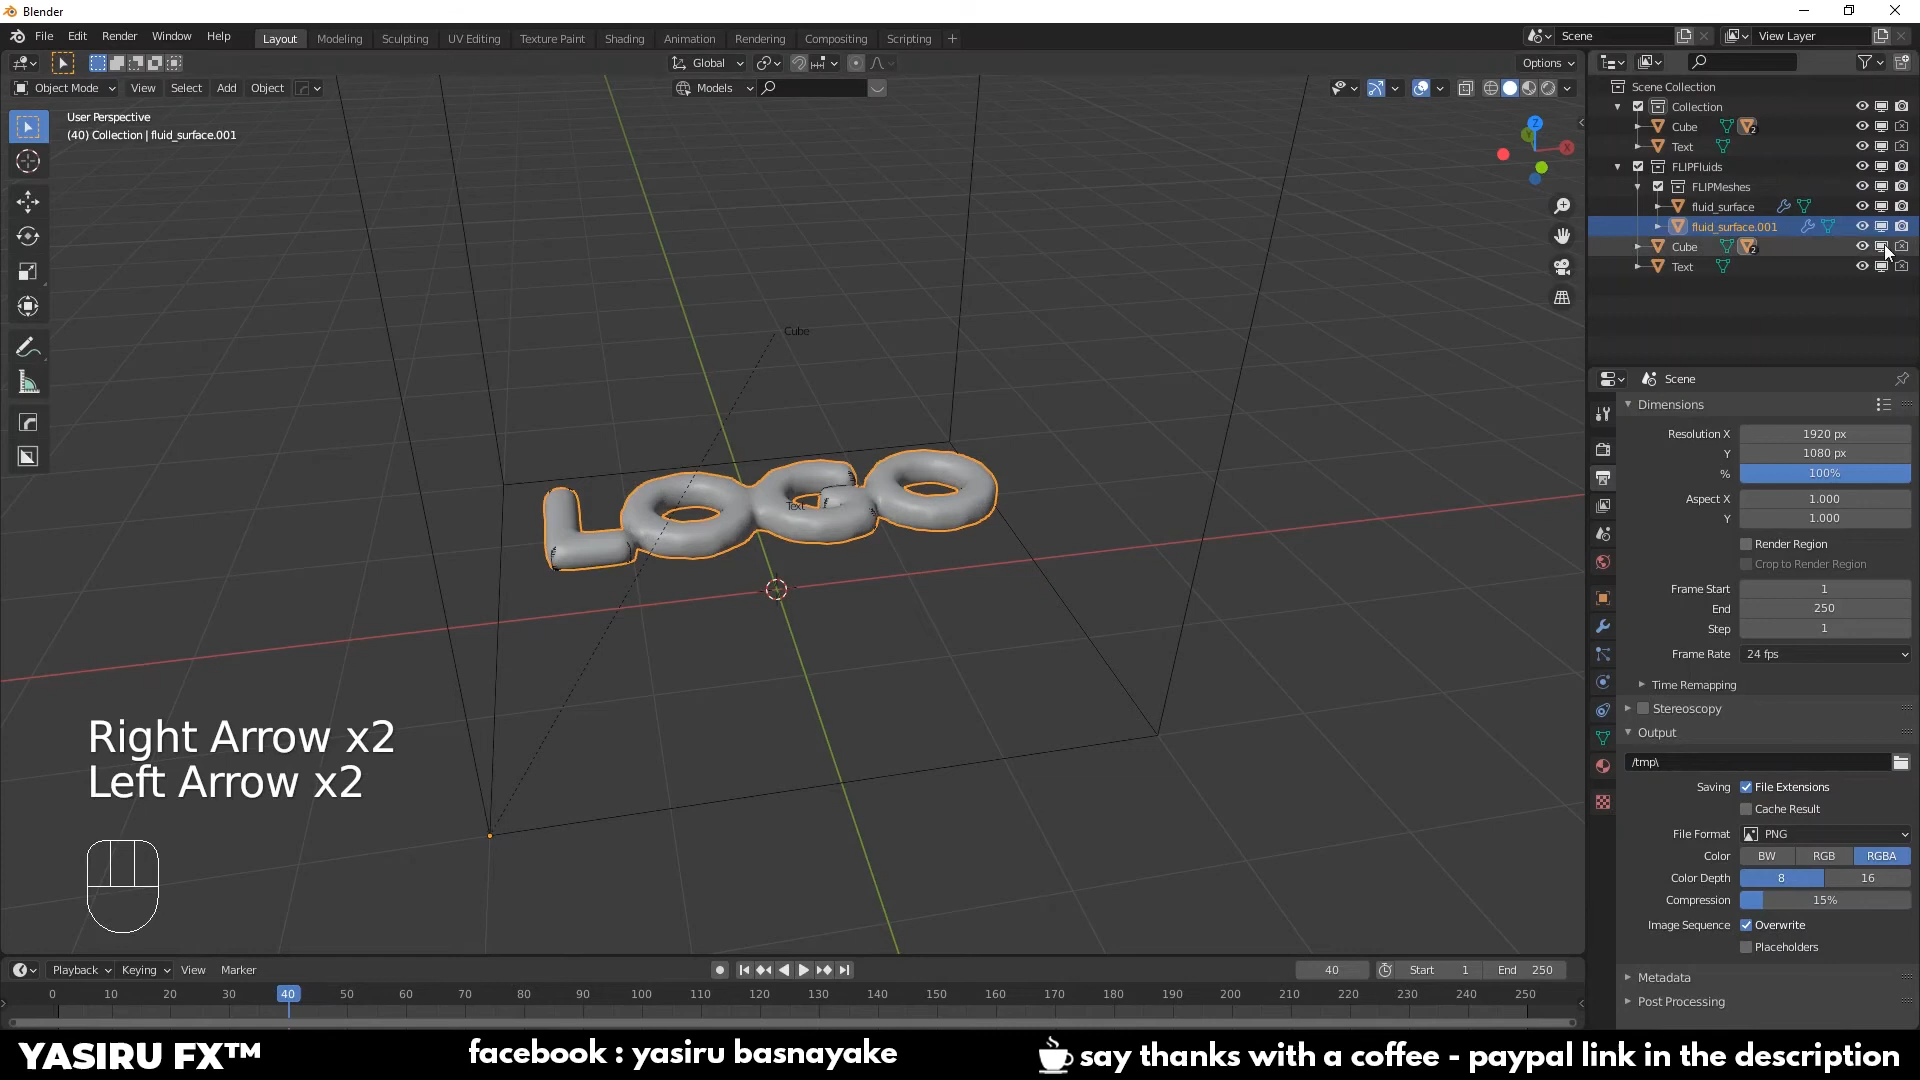 Blender
File Edit Render Window Help
Layout Modeling Sculpting UV Editing Texture Paint Shading Animation Rendering Compositing Scripting +
Scene
View Layer
Global
Options
Object Mode View Select Add Object
Models
User Perspective
(40) Collection | fluid_surface.001
Z
X
Cube
LOGO
Text
Scene Collection
Collection
Cube 2
Text
FLIPFluids
FLIPMeshes
fluid_surface
fluid_surface.001
Cube 2
Text
Scene
Dimensions
Resolution X 1920 px
Y 1080 px
% 100%
Aspect X 1.000
Y 1.000
Render Region
Crop to Render Region
Frame Start 1
End 250
Step 1
Frame Rate 24 fps
Time Remapping
Stereoscopy
Output
/tmp\
Saving File Extensions
Cache Result
File Format PNG
Color BW RGB RGBA
Color Depth 8 16
Compression 15%
Image Sequence Overwrite
Placeholders
Metadata
Post Processing
Right Arrow x2
Left Arrow x2
Playback Keying View Marker
40 Start 1 End 250
0 10 20 30 40 50 60 70 80 90 100 110 120 130 140 150 160 170 180 190 200 210 220 230 240 250
YASIRU FX™ facebook : yasiru basnayake say thanks with a coffee - paypal link in the description